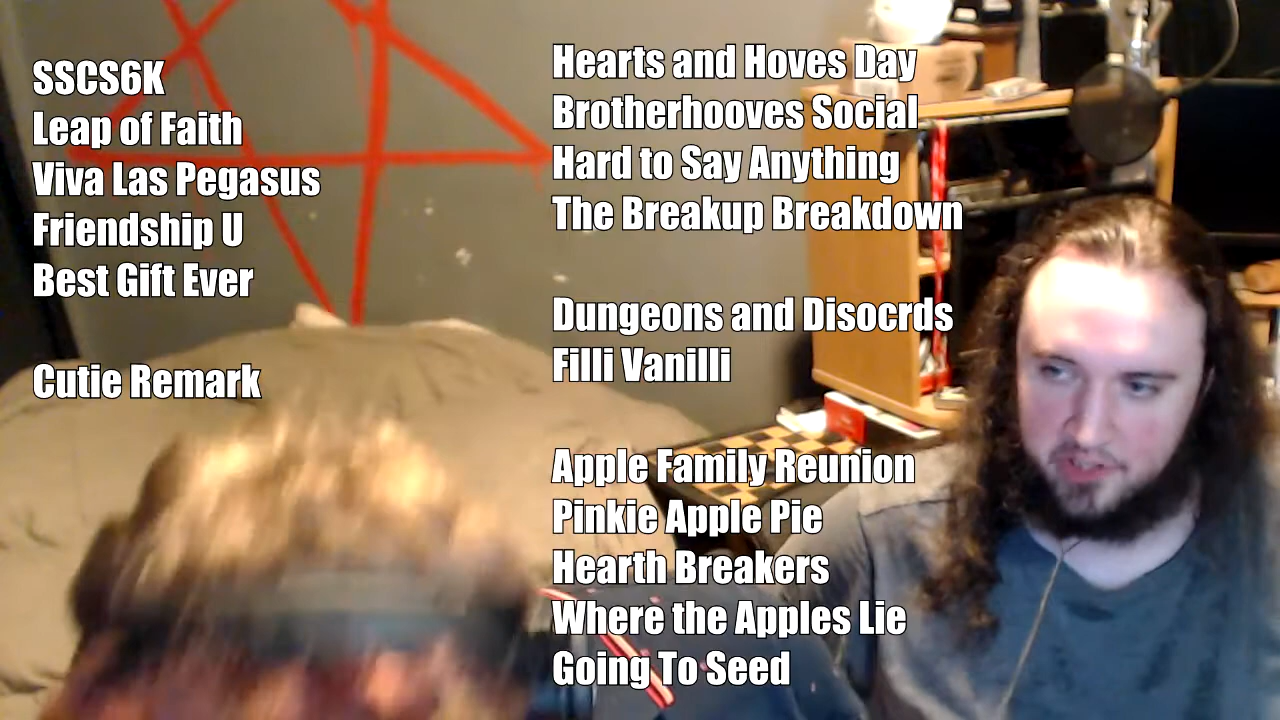 SSCS6K
Leap of Faith
Viva Las Pegasus
Friendship U
Best Gift Ever
Cutie Remark
Hearts and Hoves Day
Brotherhooves Social
Hard to Say Anything
The Breakup Breakdown
Dungeons and Disocrds
Filli Vanilli
Apple Family Reunion
Pinkie Apple Pie
Hearth Breakers
Where the Apples Lie
Going To Seed